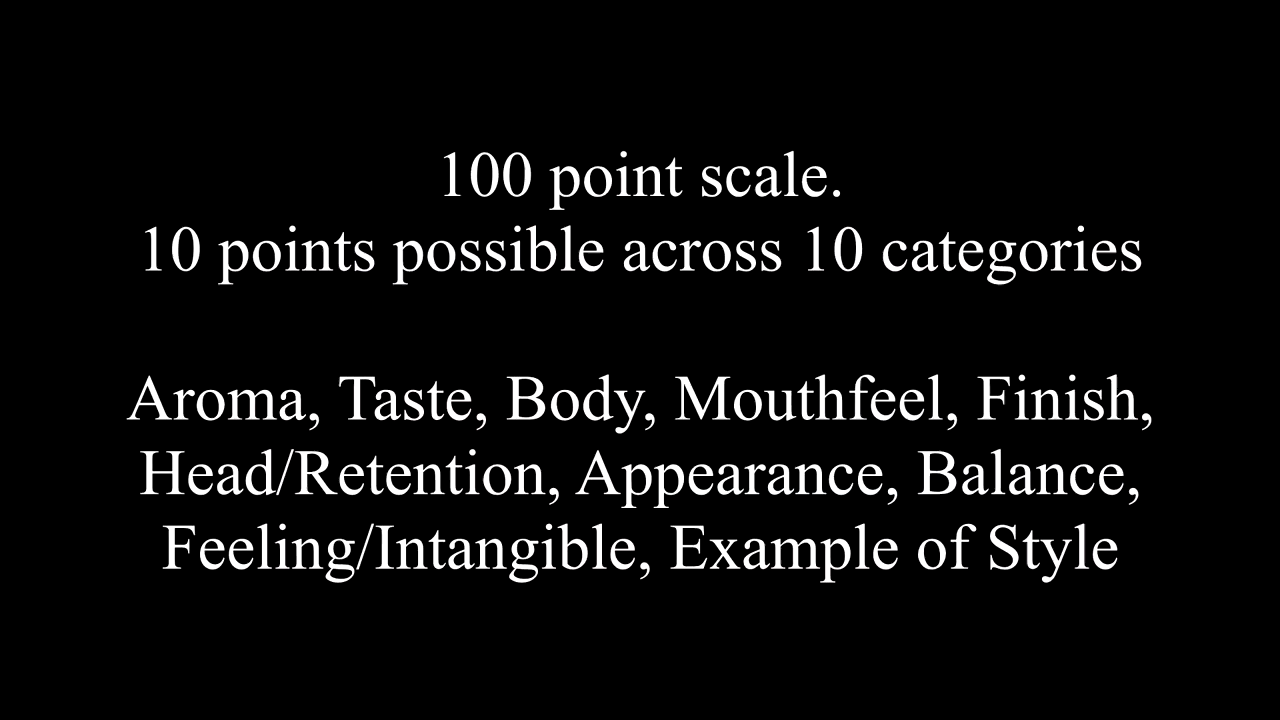 100 point scale.
10 points possible across 10 categories
Aroma, Taste, Body, Mouthfeel, Finish,
Head/Retention, Appearance, Balance,
Feeling/Intangible, Example of Style